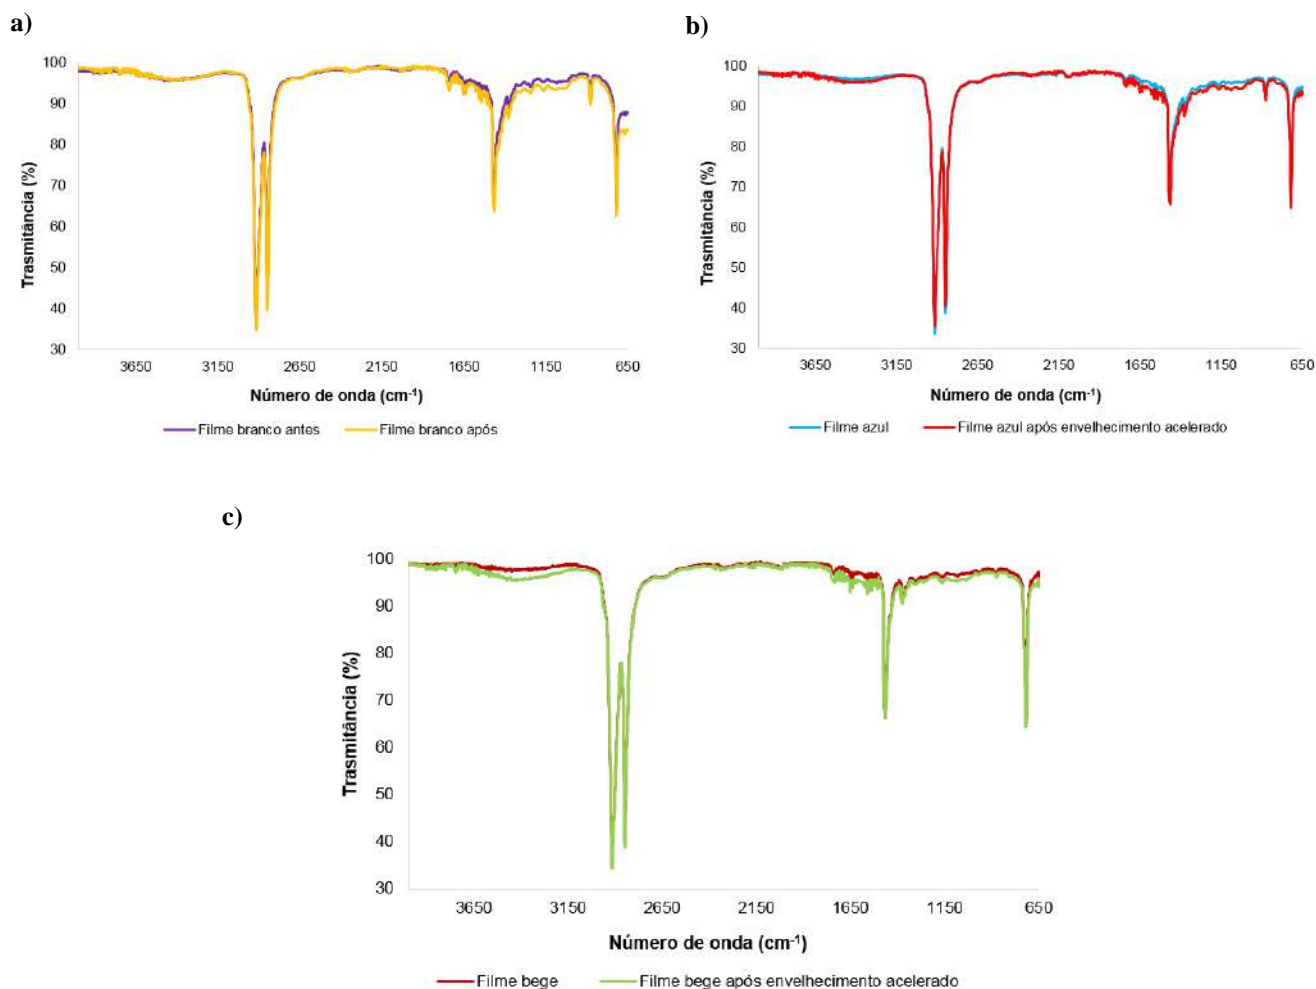 a)
100
90
80
70
60
50
40
30
Trasmitância (%)
3650 3150 2650 2150 1650 1150 650
Número de onda (cm⁻¹)
Filme branco antes Filme branco após
b)
100
90
80
70
60
50
40
30
Trasmitância (%)
3650 3150 2650 2150 1650 1150 650
Número de onda (cm⁻¹)
Filme azul Filme azul após envelhecimento acelerado
c)
100
90
80
70
60
50
40
30
Trasmitância (%)
3650 3150 2650 2150 1650 1150 650
Número de onda (cm⁻¹)
Filme bege Filme bege após envelhecimento acelerado